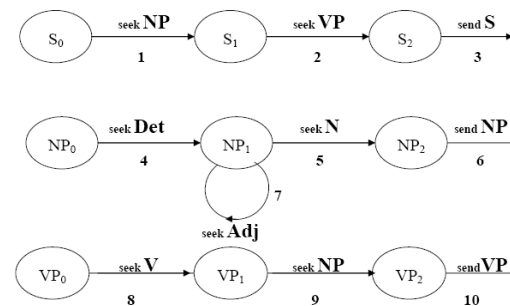 seek NP seek VP send S
S0 S1 S2
1 2 3
seek Det seek N send NP
NP0 NP1 NP2
4 5 6
7
seek Adj
seek V seek NP send VP
VP0 VP1 VP2
8 9 10